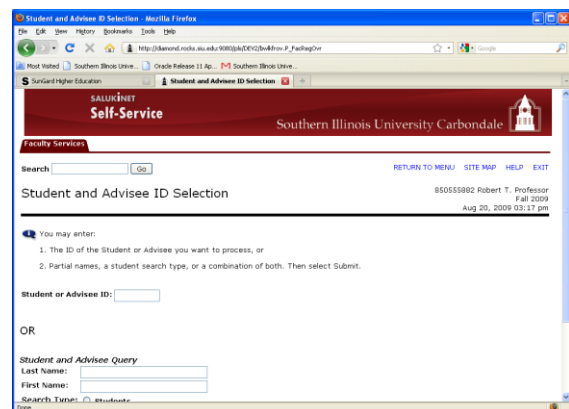 Student and Advisee ID Selection - Mozilla Firefox
File Edit View History Bookmarks Tools Help
http://diamond.rocks.siu.edu:9080/pls/DEV2/bwlkfrov.P_FacRegOvr Google
Most Visited Southern Illinois Unive... Oracle Release 11 Ap... Southern Illinois Unive...
SunGard Higher Education Student and Advisee ID Selection
SALUKINET
Self-Service
Southern Illinois University Carbondale
Faculty Services
Search Go RETURN TO MENU SITE MAP HELP EXIT
Student and Advisee ID Selection
850555882 Robert T. Professor
Fall 2009
Aug 20, 2009 03:17 pm
You may enter:
1. The ID of the Student or Advisee you want to process, or
2. Partial names, a student search type, or a combination of both. Then select Submit.
Student or Advisee ID:
OR
Student and Advisee Query
Last Name:
First Name:
Search Type: Students
Done